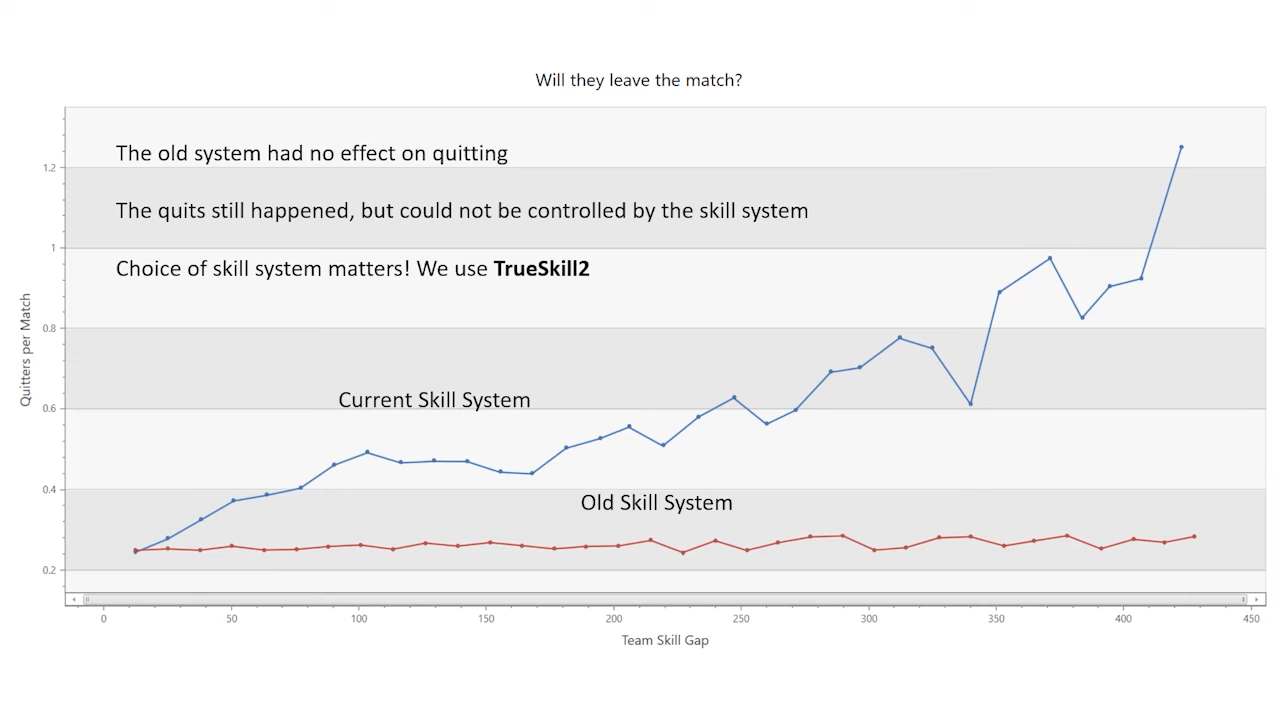 Will they leave the match?
The old system had no effect on quitting
1.2
The quits still happened, but could not be controlled by the skill system
1
Choice of skill system matters! We use TrueSkill2
0.8
Quitters per Match
Current Skill System
0.6
Old Skill System
0.4
0.2
0 50 100 150 200 250 300 350 400 450
Team Skill Gap